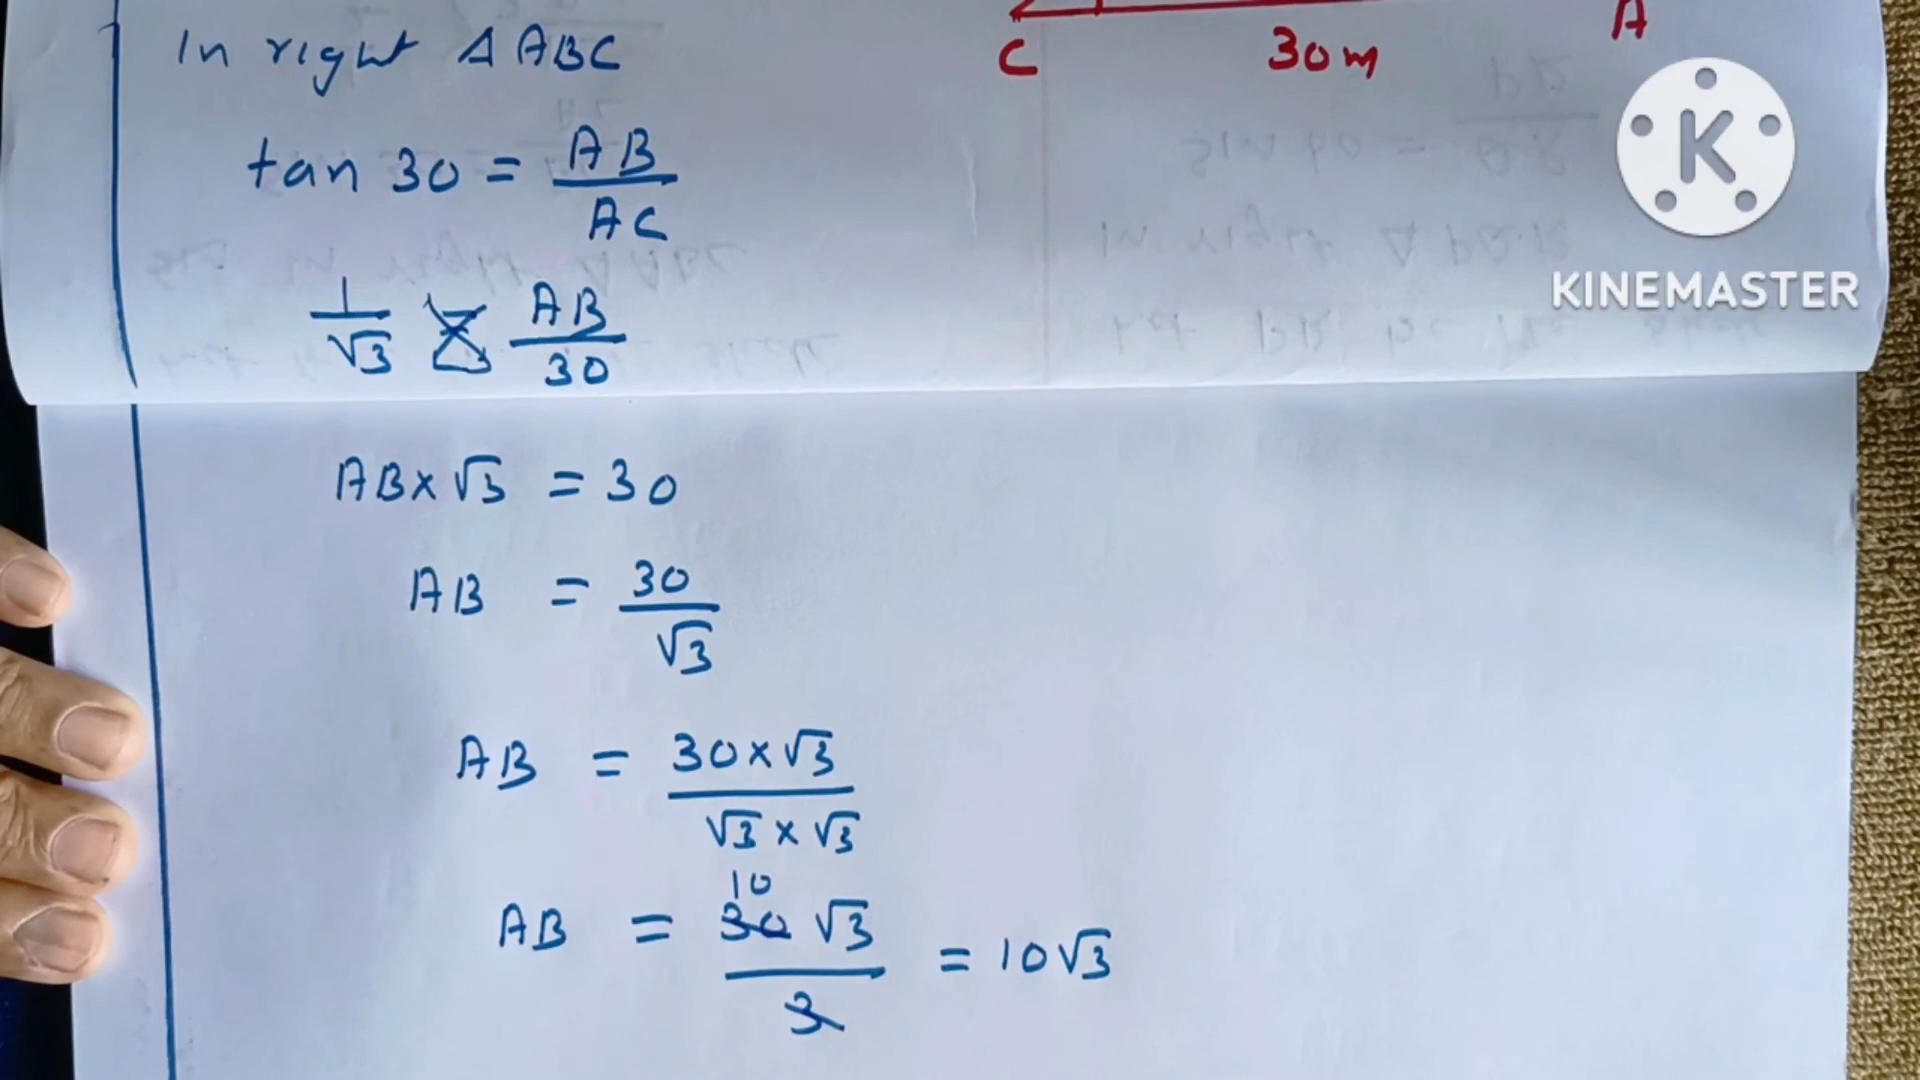 In right Δ ABC
C 30m A
tan 30 = AB / AC
1/√3 = AB/30
AB × √3 = 30
AB = 30/√3
AB = 30×√3 / √3×√3
10
AB = 30√3 / 3 = 10√3
K
KINEMASTER